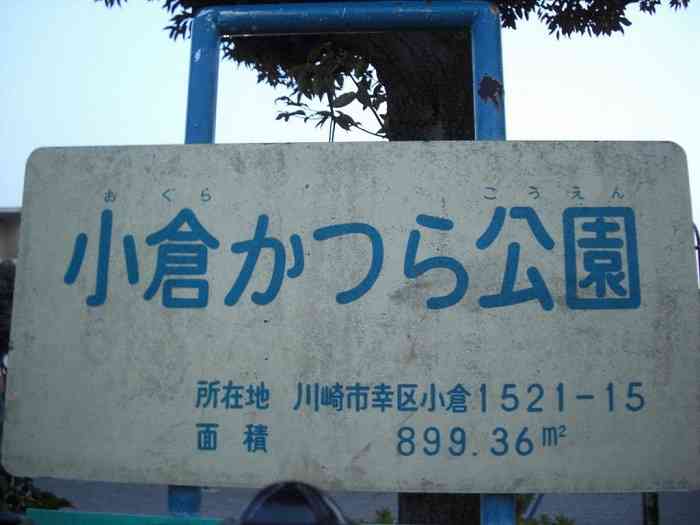 おぐら こうえん
小倉かつら公園
所在地 川崎市幸区小倉1521-15
面積 899.36m²